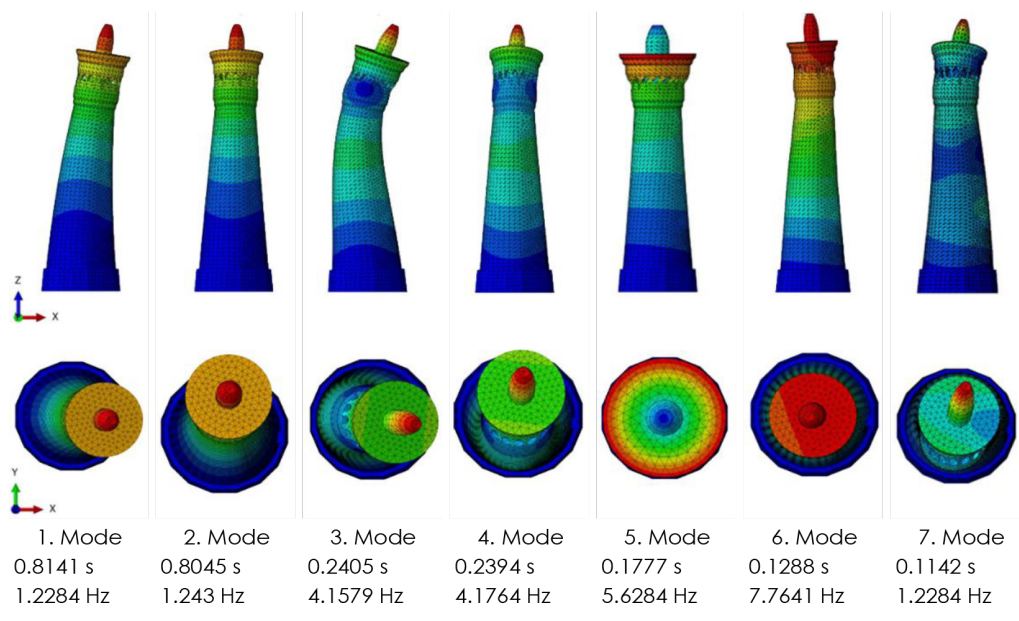 Z
X
Y
X
1. Mode 2. Mode 3. Mode 4. Mode 5. Mode 6. Mode 7. Mode
0.8141 s 0.8045 s 0.2405 s 0.2394 s 0.1777 s 0.1288 s 0.1142 s
1.2284 Hz 1.243 Hz 4.1579 Hz 4.1764 Hz 5.6284 Hz 7.7641 Hz 1.2284 Hz